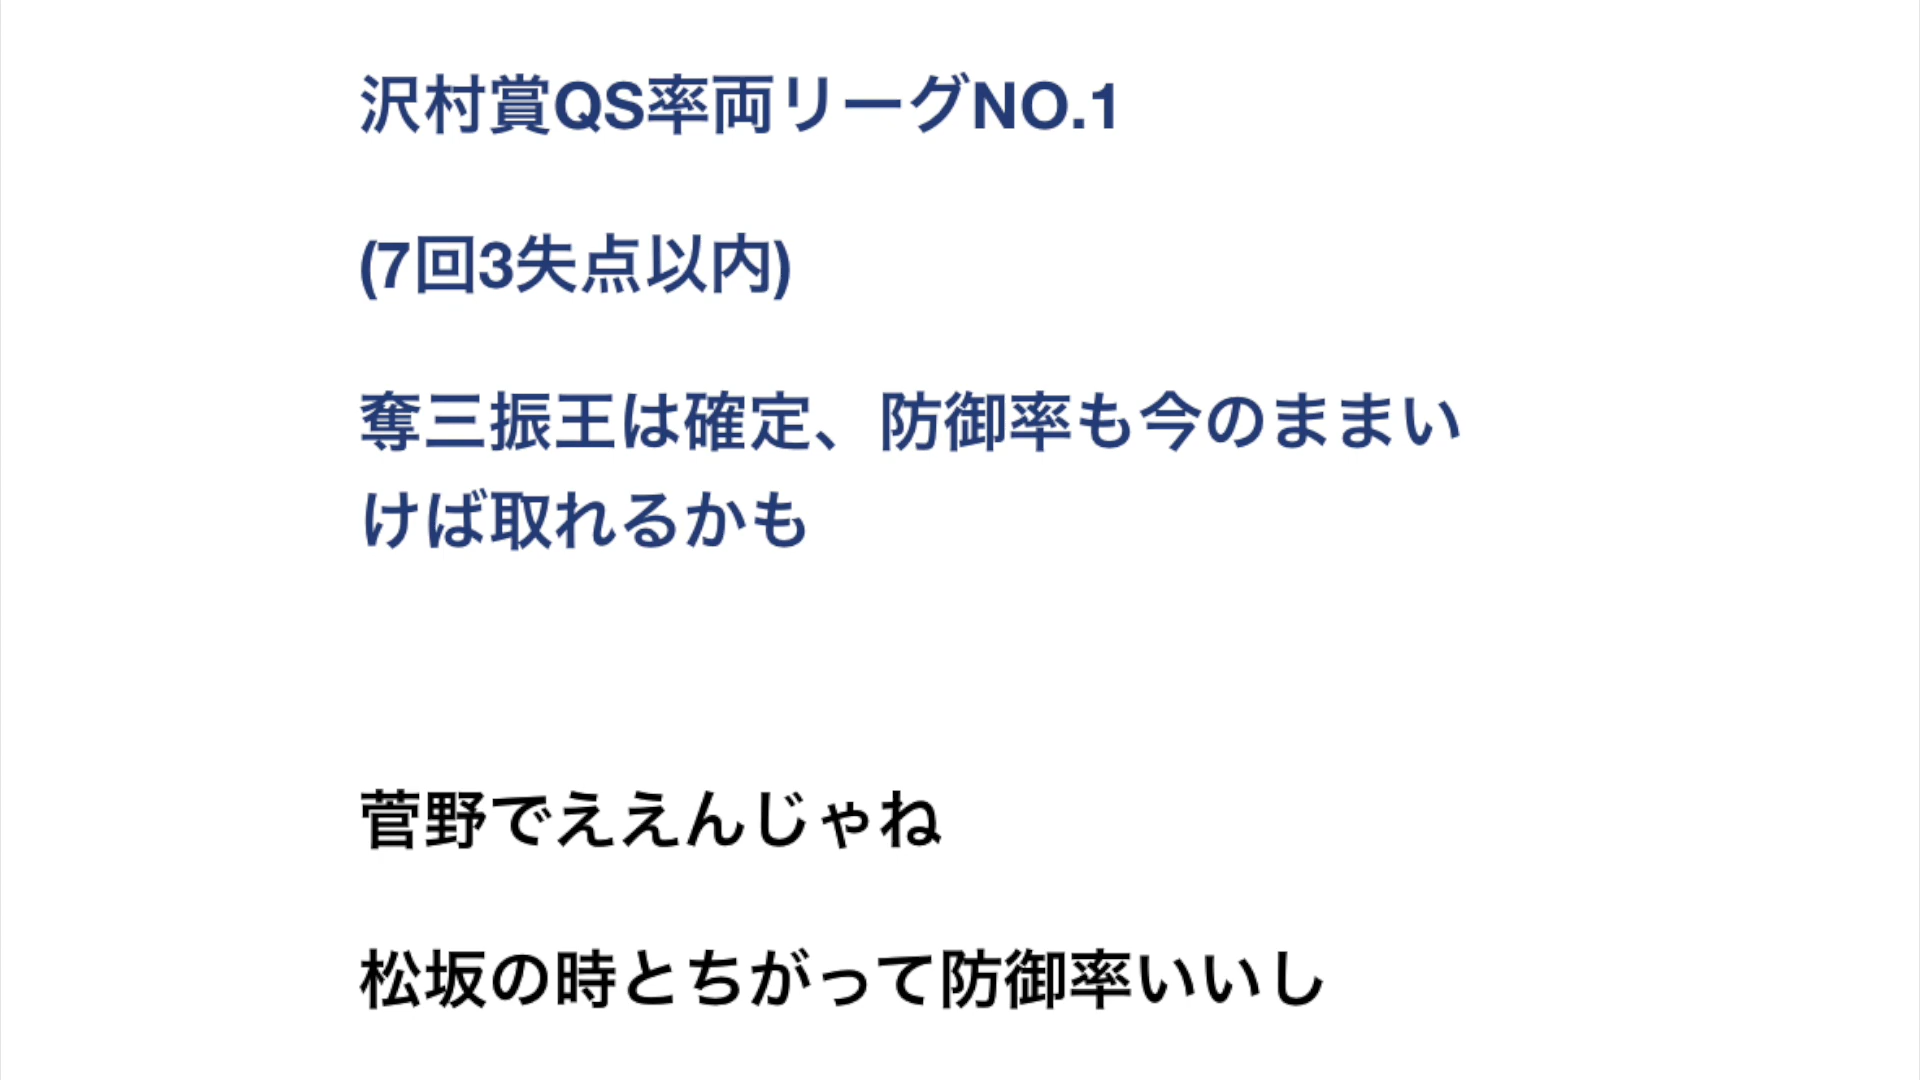 沢村賞QS率両リーグNO.1
(7回3失点以内)
奪三振王は確定、防御率も今のままい
けば取れるかも
菅野でええんじゃね
松坂の時とちがって防御率いいし